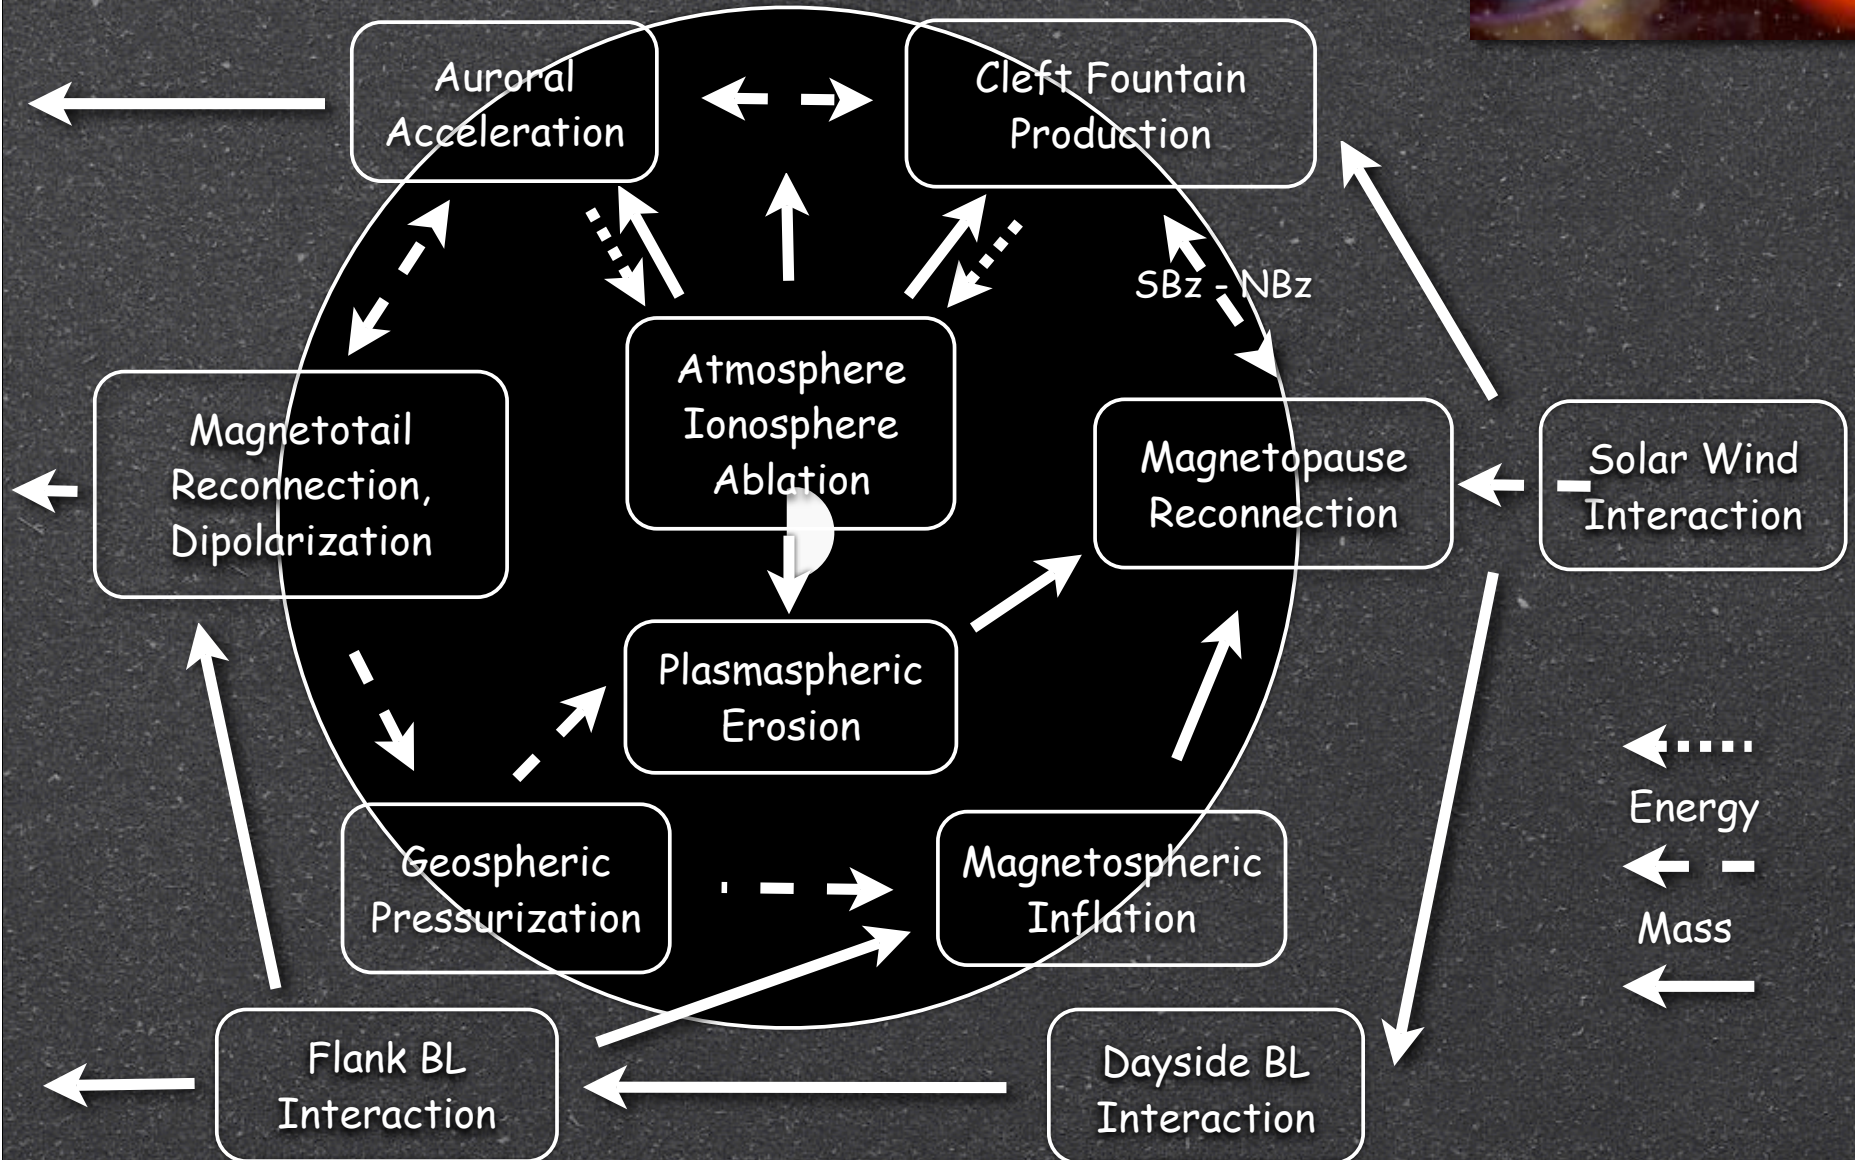 Auroral
Acceleration
Cleft Fountain
Production
SBz - NBz
Atmosphere
Ionosphere
Ablation
Magnetotail
Reconnection,
Dipolarization
Magnetopause
Reconnection
Solar Wind
Interaction
Plasmaspheric
Erosion
Energy
Mass
Geospheric
Pressurization
Magnetospheric
Inflation
Flank BL
Interaction
Dayside BL
Interaction